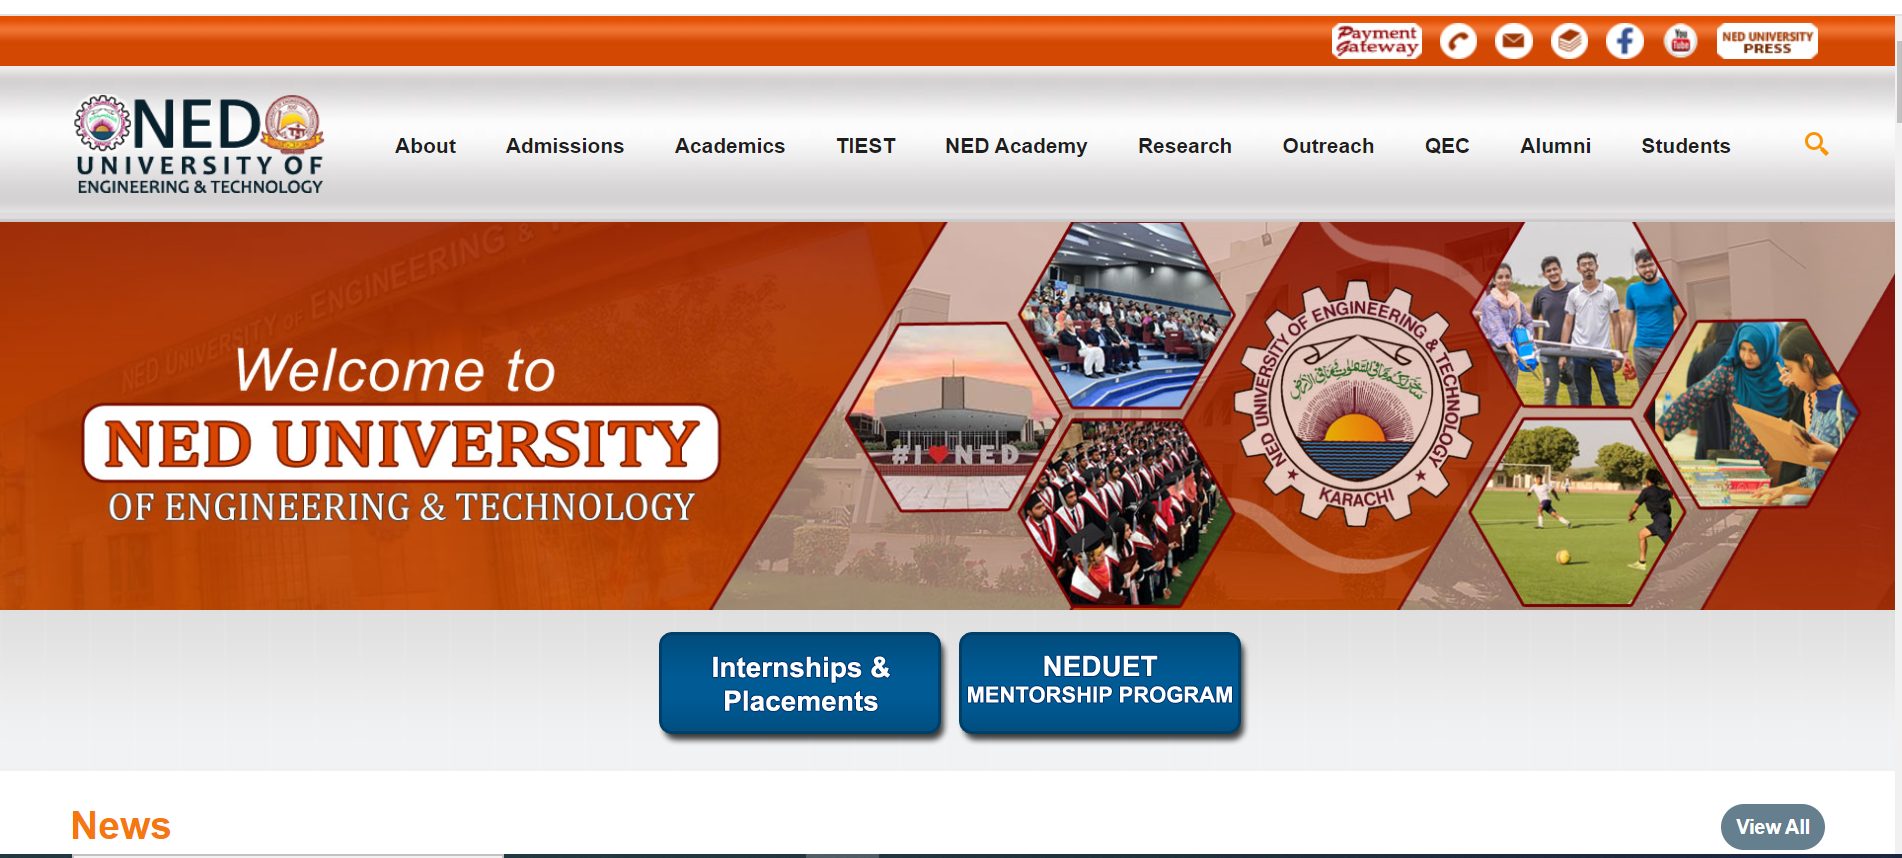 Payment
Gateway
You
Tube
NED UNIVERSITY
PRESS
NED
UNIVERSITY OF
ENGINEERING & TECHNOLOGY
About
Admissions
Academics
TIEST
NED Academy
Research
Outreach
QEC
Alumni
Students
NED UNIVERSITY OF ENGINEERING &
Welcome to
NED UNIVERSITY
OF ENGINEERING & TECHNOLOGY
#I NED
NED UNIVERSITY OF ENGINEERING & TECHNOLOGY
KARACHI
Internships &
Placements
NEDUET
MENTORSHIP PROGRAM
News
View All